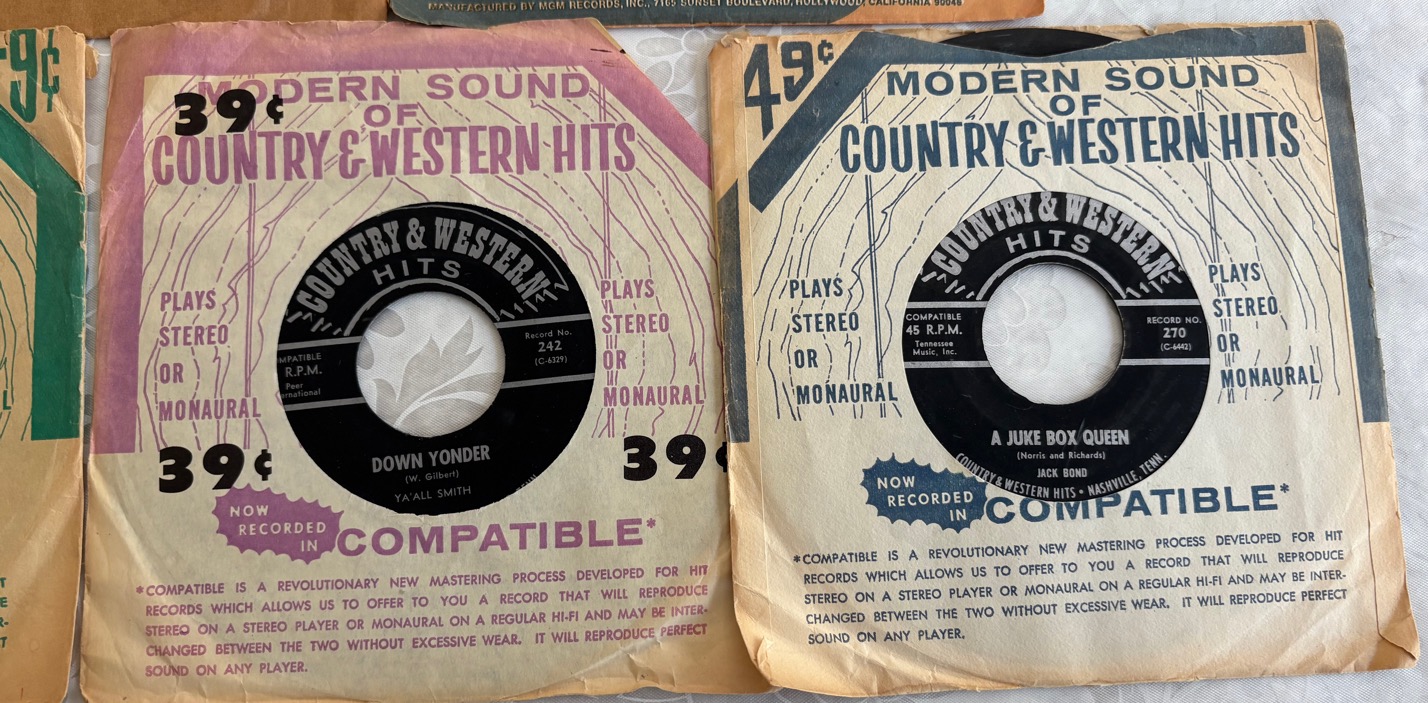 MANUFACTURED BY MGM RECORDS, INC., 7165 SUNSET BOULEVARD, HOLLYWOOD, CALIFORNIA 90046
9¢
39¢
MODERN SOUND
OF
COUNTRY & WESTERN HITS
COUNTRY & WESTERN
HITS
PLAYS
STEREO
OR
MONAURAL
PLAYS
STEREO
OR
MONAURAL
MPATIBLE
R.P.M.
Peer
ernational
Record No.
242
(C-6329)
DOWN YONDER
(W. Gilbert)
YA'ALL SMITH
39¢
39¢
NOW
RECORDED
IN
COMPATIBLE*
*COMPATIBLE IS A REVOLUTIONARY NEW MASTERING PROCESS DEVELOPED FOR HIT
RECORDS WHICH ALLOWS US TO OFFER TO YOU A RECORD THAT WILL REPRODUCE
STEREO ON A STEREO PLAYER OR MONAURAL ON A REGULAR HI-FI AND MAY BE INTER-
CHANGED BETWEEN THE TWO WITHOUT EXCESSIVE WEAR. IT WILL REPRODUCE PERFECT
SOUND ON ANY PLAYER.
49¢
MODERN SOUND
OF
COUNTRY & WESTERN HITS
COUNTRY & WESTERN
HITS
PLAYS
STEREO
OR
MONAURAL
PLAYS
STEREO
OR
MONAURAL
COMPATIBLE
45 R.P.M.
Tennessee
Music, Inc.
RECORD NO.
270
(C-6442)
A JUKE BOX QUEEN
(Norris and Richards)
JACK BOND
COUNTRY & WESTERN HITS • NASHVILLE, TENN.
NOW
RECORDED
IN
COMPATIBLE*
*COMPATIBLE IS A REVOLUTIONARY NEW MASTERING PROCESS DEVELOPED FOR HIT
RECORDS WHICH ALLOWS US TO OFFER TO YOU A RECORD THAT WILL REPRODUCE
STEREO ON A STEREO PLAYER OR MONAURAL ON A REGULAR HI-FI AND MAY BE INTER-
CHANGED BETWEEN THE TWO WITHOUT EXCESSIVE WEAR. IT WILL REPRODUCE PERFECT
SOUND ON ANY PLAYER.